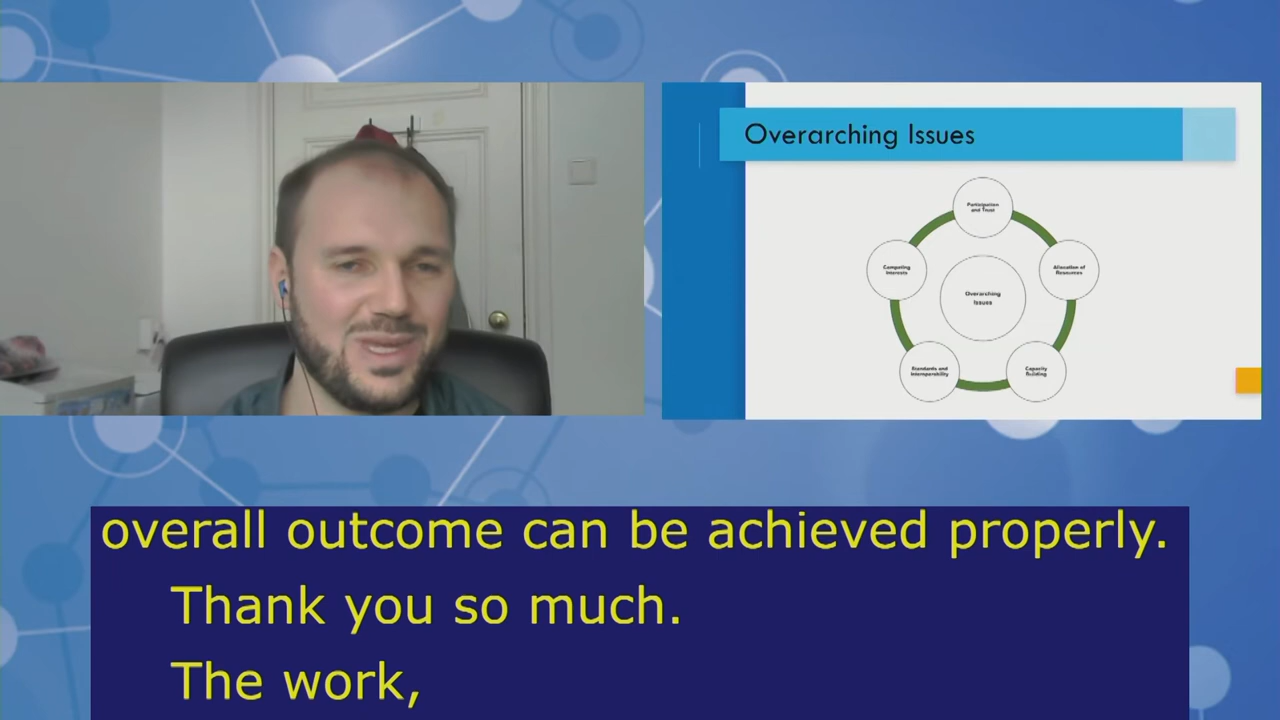 Overarching Issues
Participation
and Trust
Competing
Interests
Allocation of
Resources
Overarching
Issues
Standards and
Interoperability
Capacity
Building
overall outcome can be achieved properly.
Thank you so much.
The work,